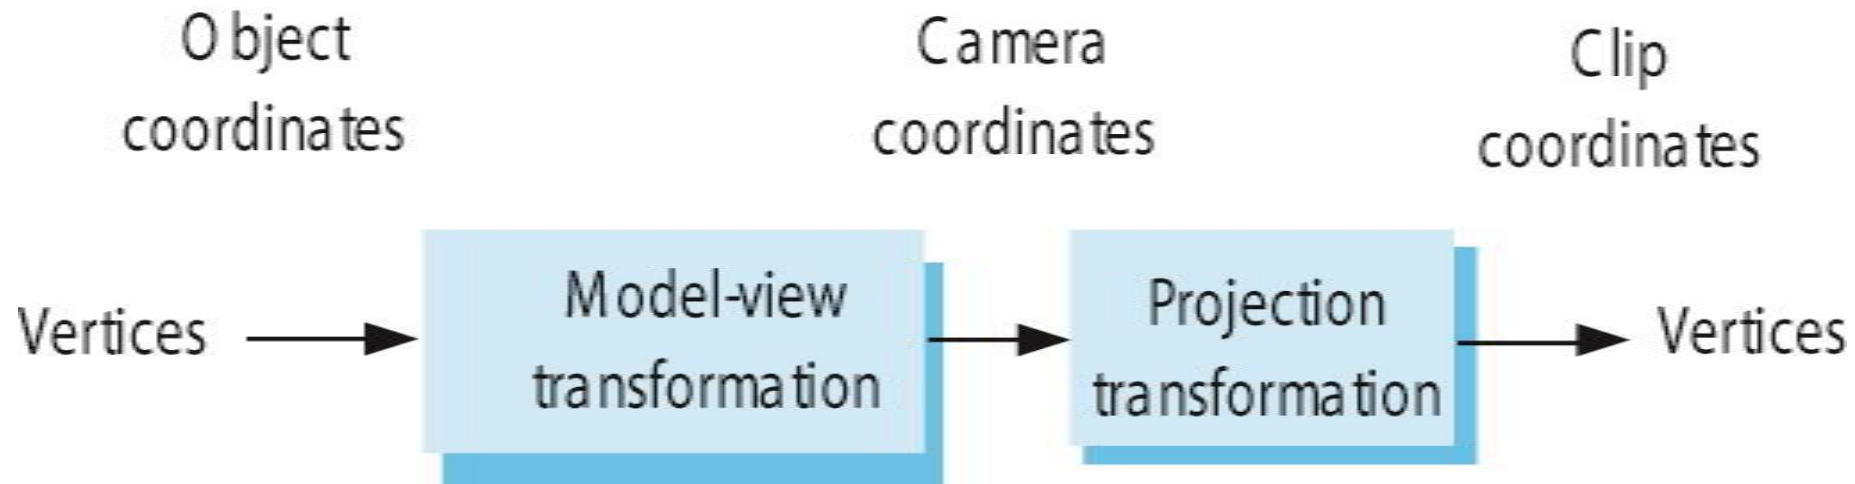 Object
coordinates
Camera
coordinates
Clip
coordinates
Vertices
Model-view
transformation
Projection
transformation
Vertices